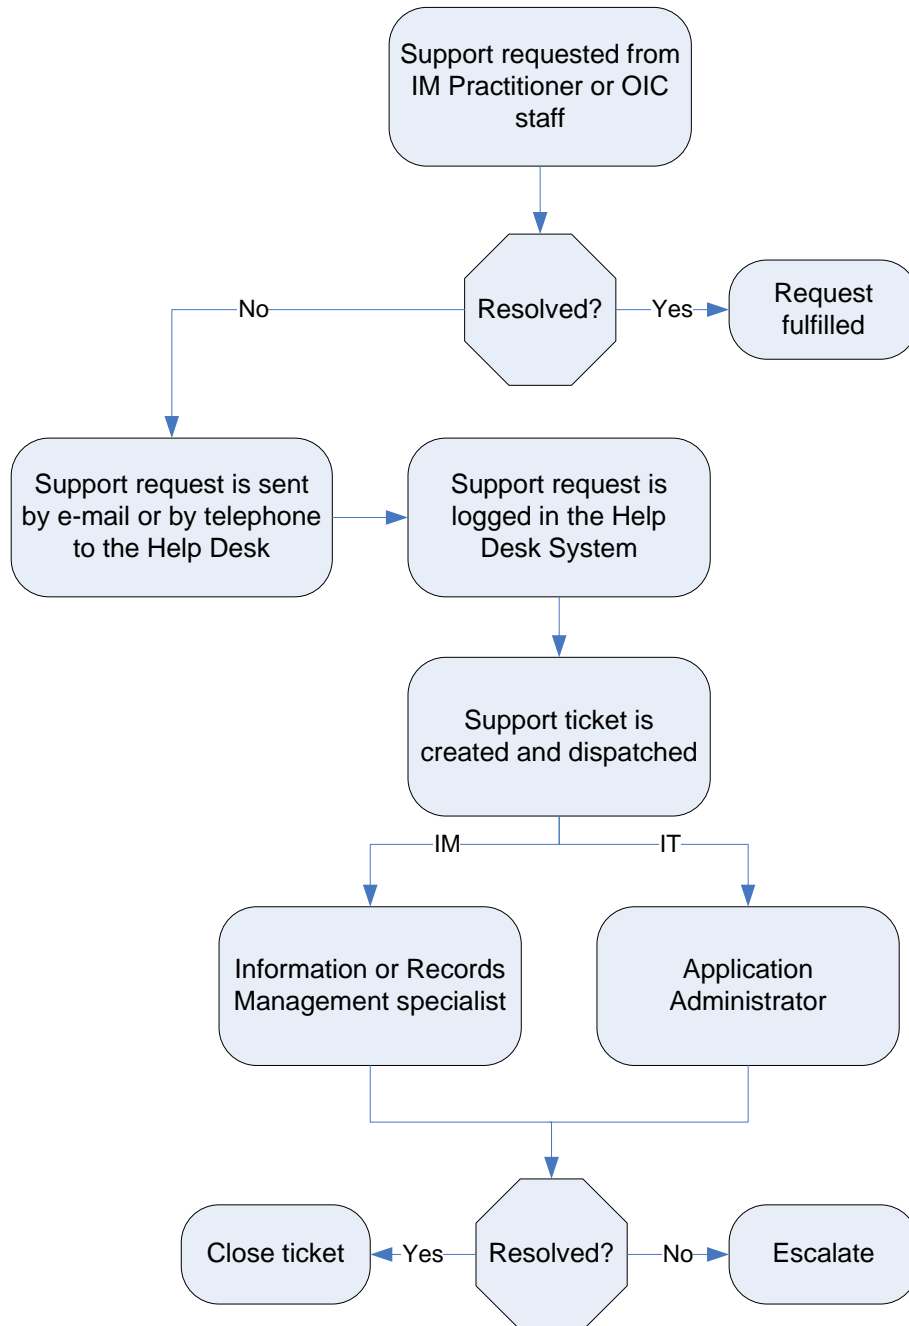 Support requested from
IM Practitioner or OIC
staff
Resolved?
No
Yes
Request
fulfilled
Support request is sent
by e-mail or by telephone
to the Help Desk
Support request is
logged in the Help
Desk System
Support ticket is
created and dispatched
IM
IT
Information or Records
Management specialist
Application
Administrator
Resolved?
Yes
Close ticket
No
Escalate